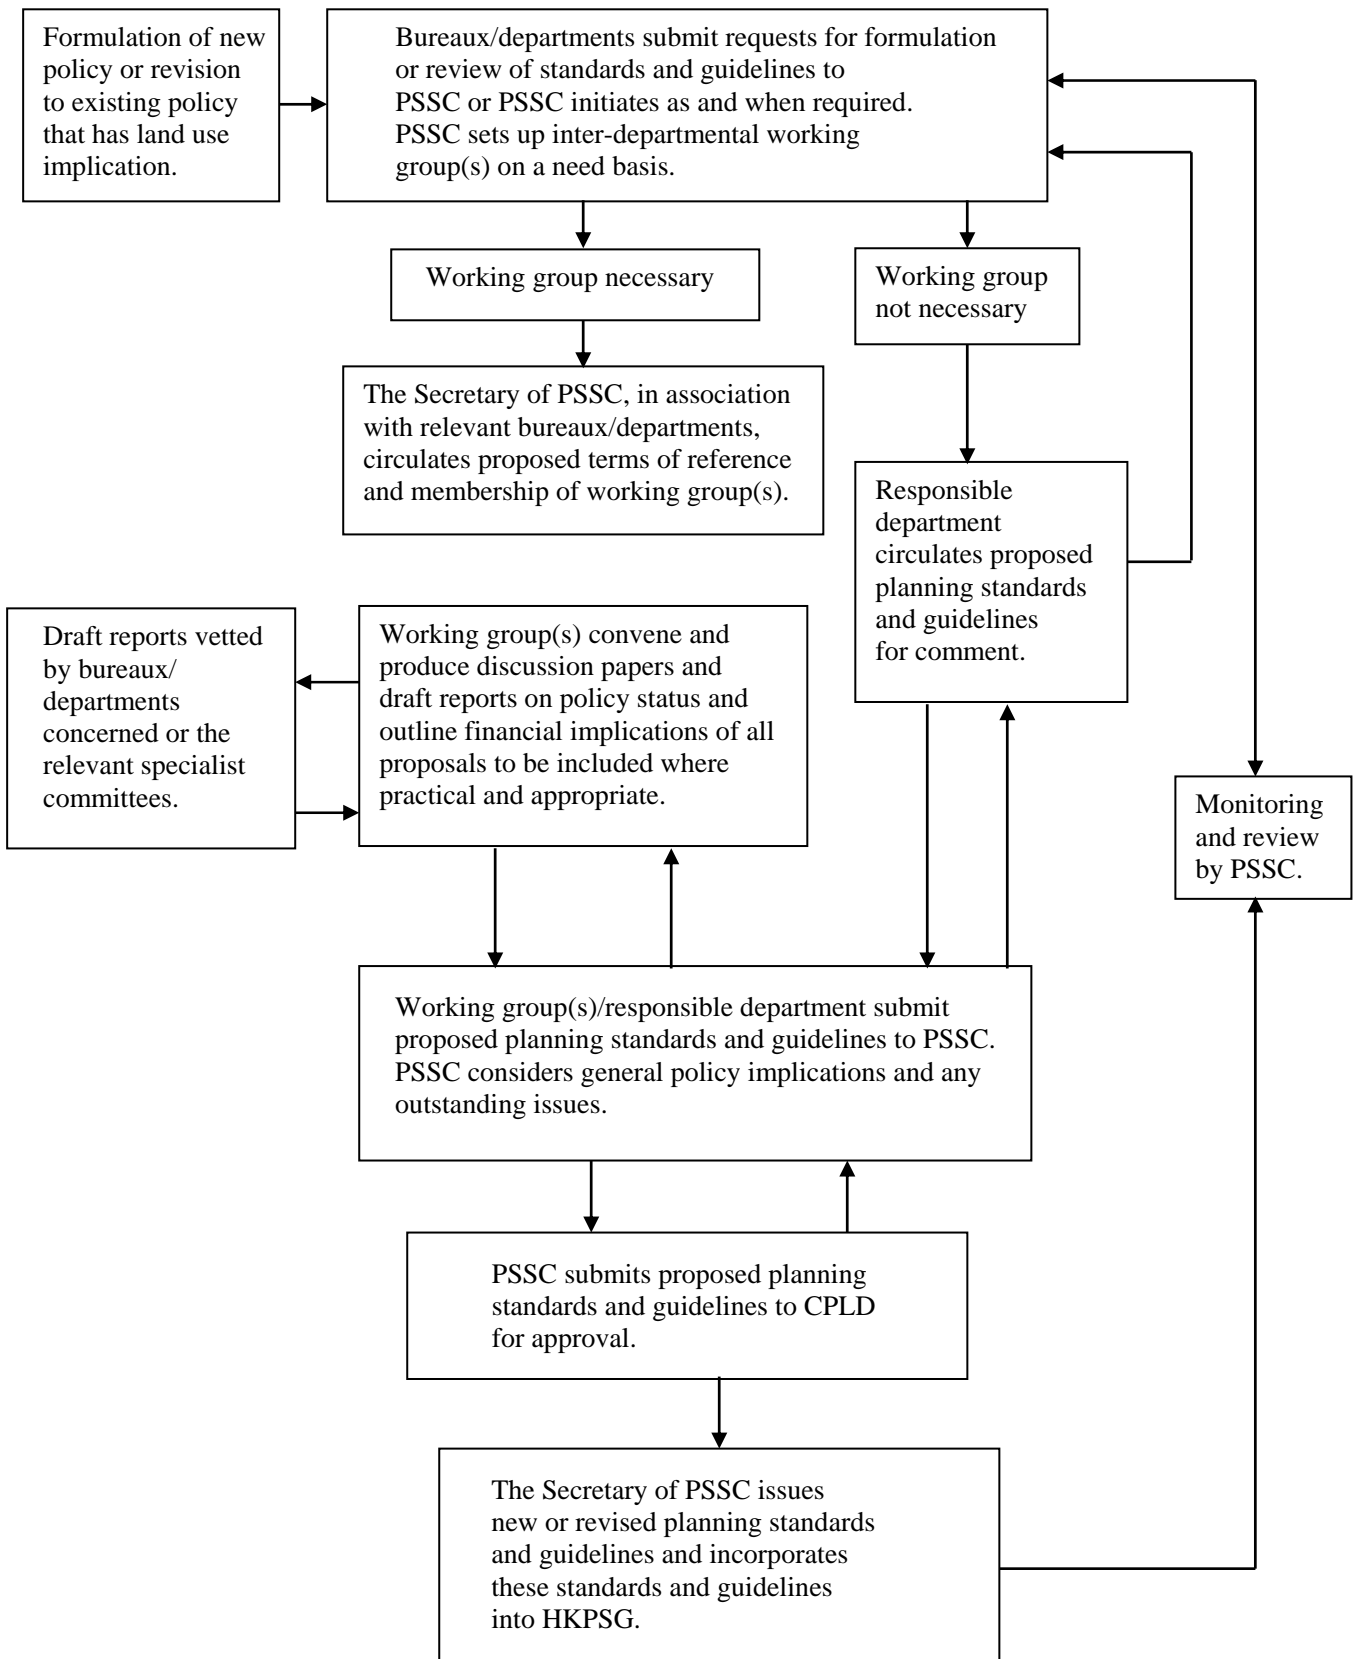 Formulation of new
policy or revision
to existing policy
that has land use
implication.
Bureaux/departments submit requests for formulation
or review of standards and guidelines to
PSSC or PSSC initiates as and when required.
PSSC sets up inter-departmental working
group(s) on a need basis.
Working group necessary
Working group
not necessary
The Secretary of PSSC, in association
with relevant bureaux/departments,
circulates proposed terms of reference
and membership of working group(s).
Responsible
department
circulates proposed
planning standards
and guidelines
for comment.
Draft reports vetted
by bureaux/
departments
concerned or the
relevant specialist
committees.
Working group(s) convene and
produce discussion papers and
draft reports on policy status and
outline financial implications of all
proposals to be included where
practical and appropriate.
Monitoring
and review
by PSSC.
Working group(s)/responsible department submit
proposed planning standards and guidelines to PSSC.
PSSC considers general policy implications and any
outstanding issues.
PSSC submits proposed planning
standards and guidelines to CPLD
for approval.
The Secretary of PSSC issues
new or revised planning standards
and guidelines and incorporates
these standards and guidelines
into HKPSG.